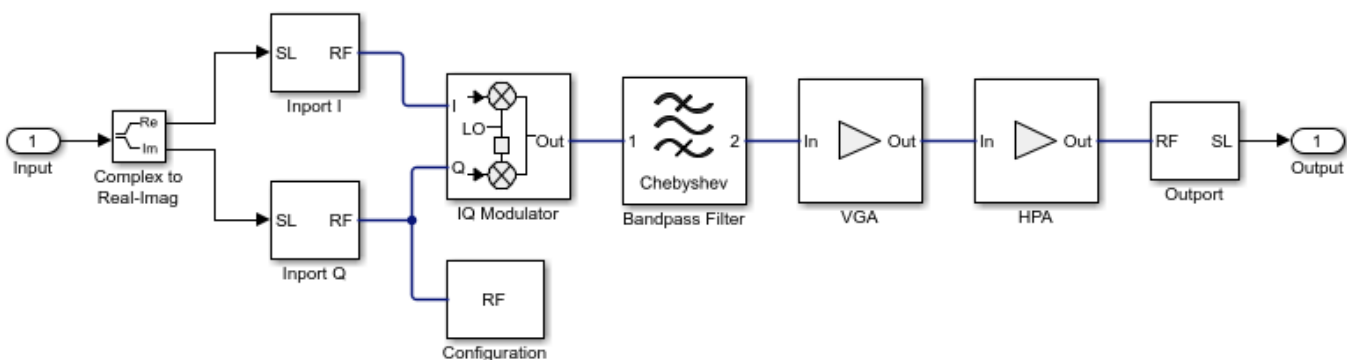 1
Input
Re
Im
Complex to
Real-Imag
SL RF
Inport I
SL RF
Inport Q
I
LO
Q
Out
IQ Modulator
RF
Configuration
1 2
Chebyshev
Bandpass Filter
In Out
VGA
In Out
HPA
RF SL
Outport
1
Output